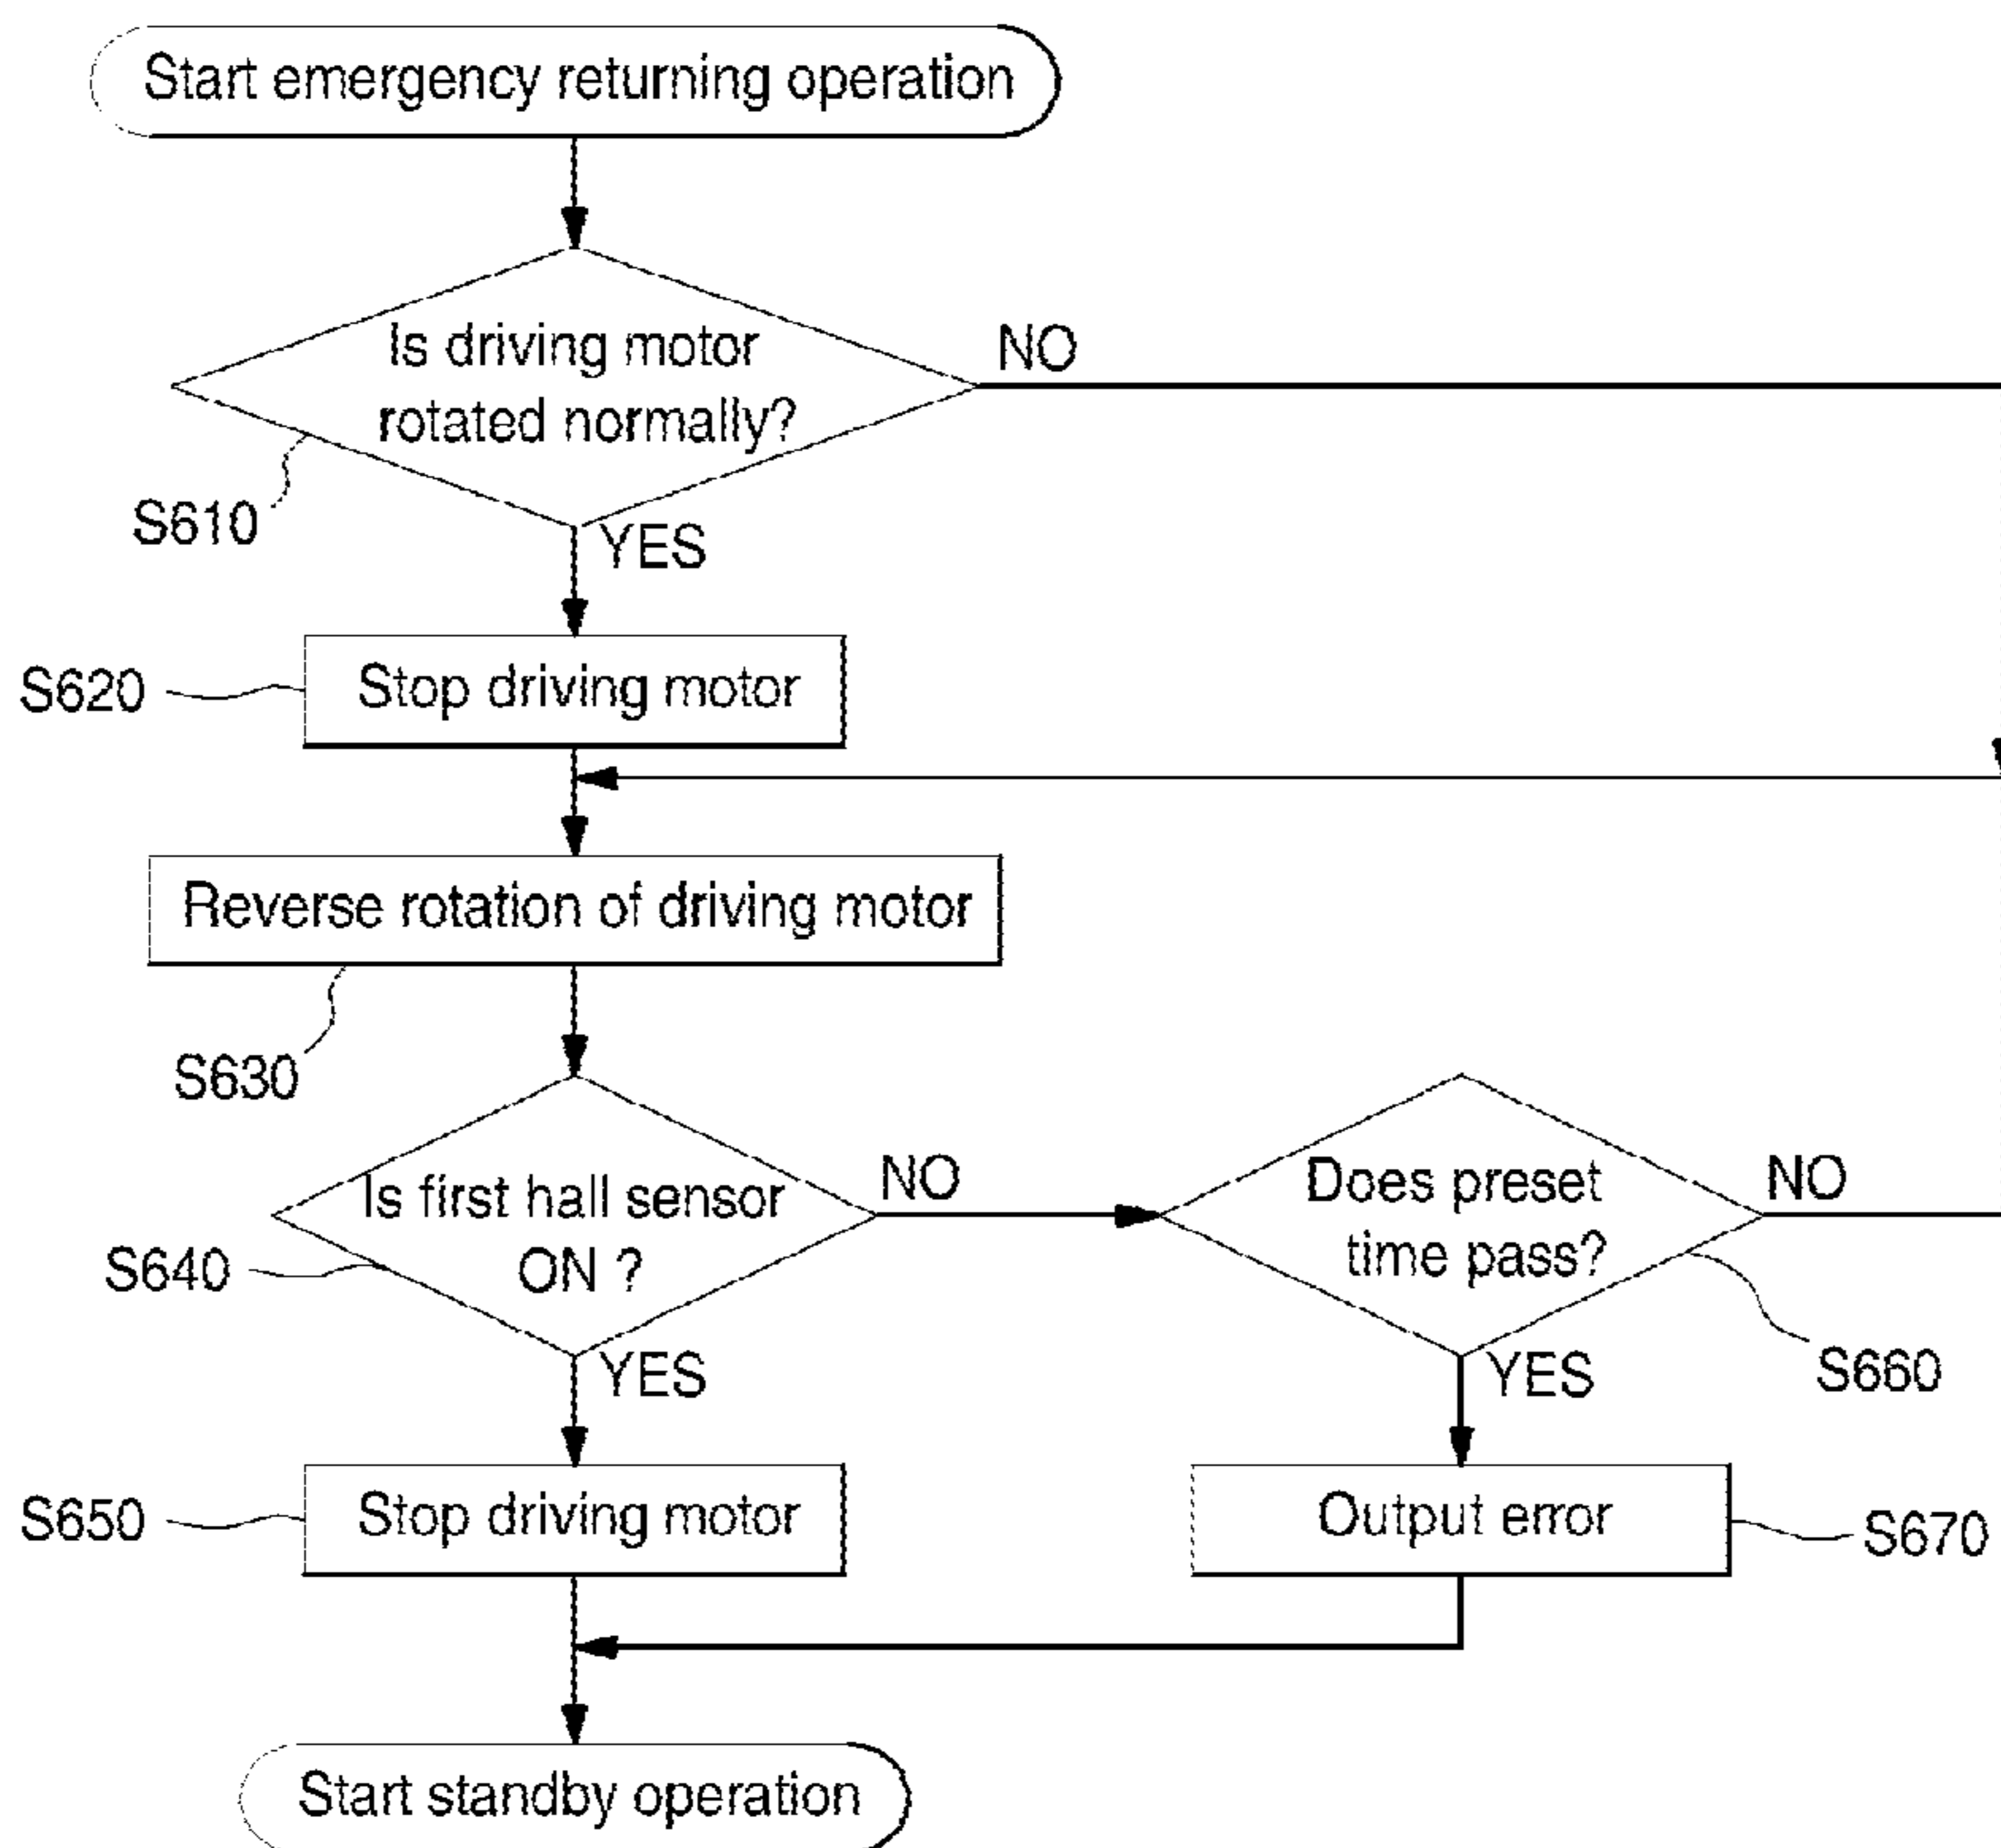 Start emergency returning operation
Is driving motor
rotated normally?
NO
S610
YES
S620
Stop driving motor
Reverse rotation of driving motor
S630
Is first hall sensor
ON ?
NO
Does preset
time pass?
NO
S640
YES
YES
S660
S650
Stop driving motor
Output error
S670
Start standby operation